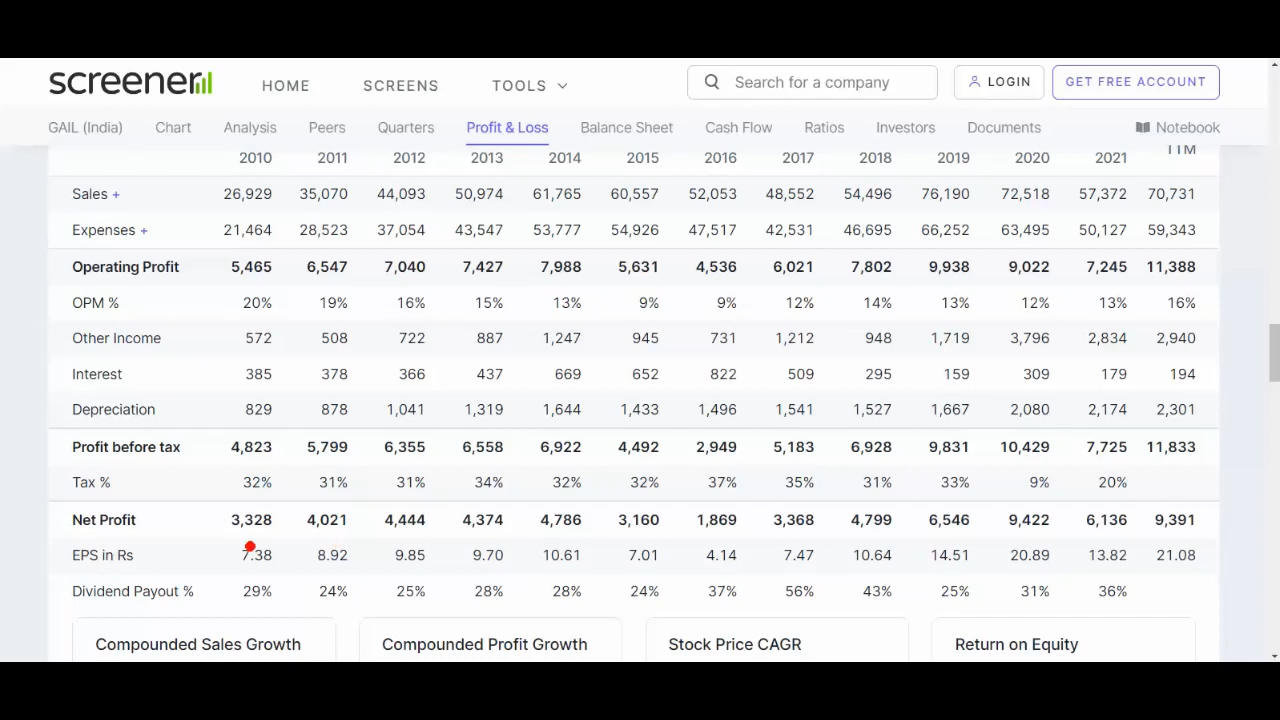 screener HOME SCREENS TOOLS Search for a company LOGIN GET FREE ACCOUNT
GAIL (India) Chart Analysis Peers Quarters Profit & Loss Balance Sheet Cash Flow Ratios Investors Documents Notebook
2010 2011 2012 2013 2014 2015 2016 2017 2018 2019 2020 2021 TTM
Sales + 26,929 35,070 44,093 50,974 61,765 60,557 52,053 48,552 54,496 76,190 72,518 57,372 70,731
Expenses + 21,464 28,523 37,054 43,547 53,777 54,926 47,517 42,531 46,695 66,252 63,495 50,127 59,343
Operating Profit 5,465 6,547 7,040 7,427 7,988 5,631 4,536 6,021 7,802 9,938 9,022 7,245 11,388
OPM % 20% 19% 16% 15% 13% 9% 9% 12% 14% 13% 12% 13% 16%
Other Income 572 508 722 887 1,247 945 731 1,212 948 1,719 3,796 2,834 2,940
Interest 385 378 366 437 669 652 822 509 295 159 309 179 194
Depreciation 829 878 1,041 1,319 1,644 1,433 1,496 1,541 1,527 1,667 2,080 2,174 2,301
Profit before tax 4,823 5,799 6,355 6,558 6,922 4,492 2,949 5,183 6,928 9,831 10,429 7,725 11,833
Tax % 32% 31% 31% 34% 32% 32% 37% 35% 31% 33% 9% 20%
Net Profit 3,328 4,021 4,444 4,374 4,786 3,160 1,869 3,368 4,799 6,546 9,422 6,136 9,391
EPS in Rs 7.38 8.92 9.85 9.70 10.61 7.01 4.14 7.47 10.64 14.51 20.89 13.82 21.08
Dividend Payout % 29% 24% 25% 28% 28% 24% 37% 56% 43% 25% 31% 36%
Compounded Sales Growth Compounded Profit Growth Stock Price CAGR Return on Equity